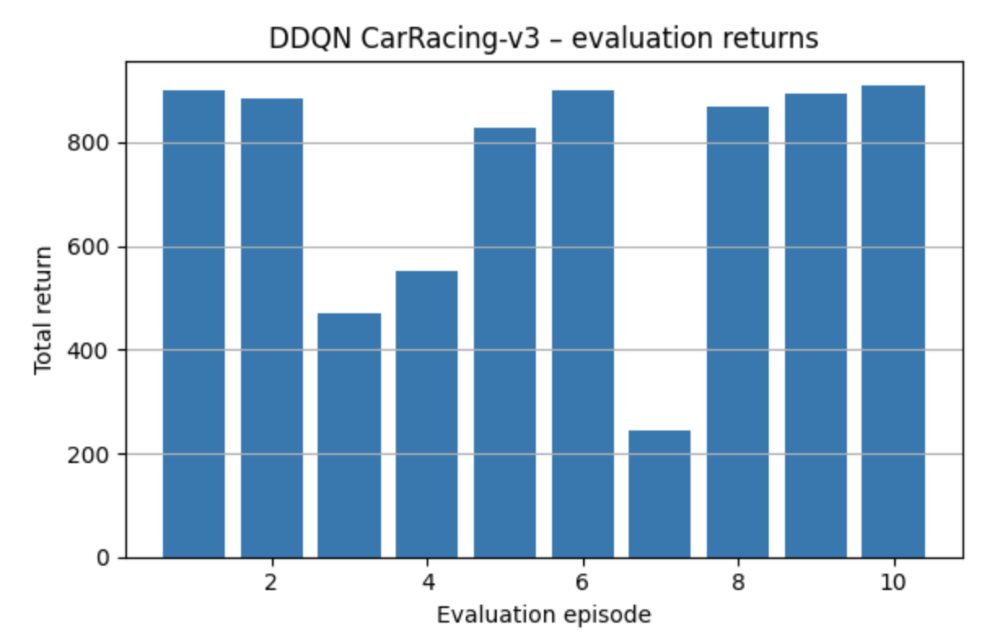 DDQN CarRacing-v3 – evaluation returns
800
600
400
200
0
Total return
2 4 6 8 10
Evaluation episode